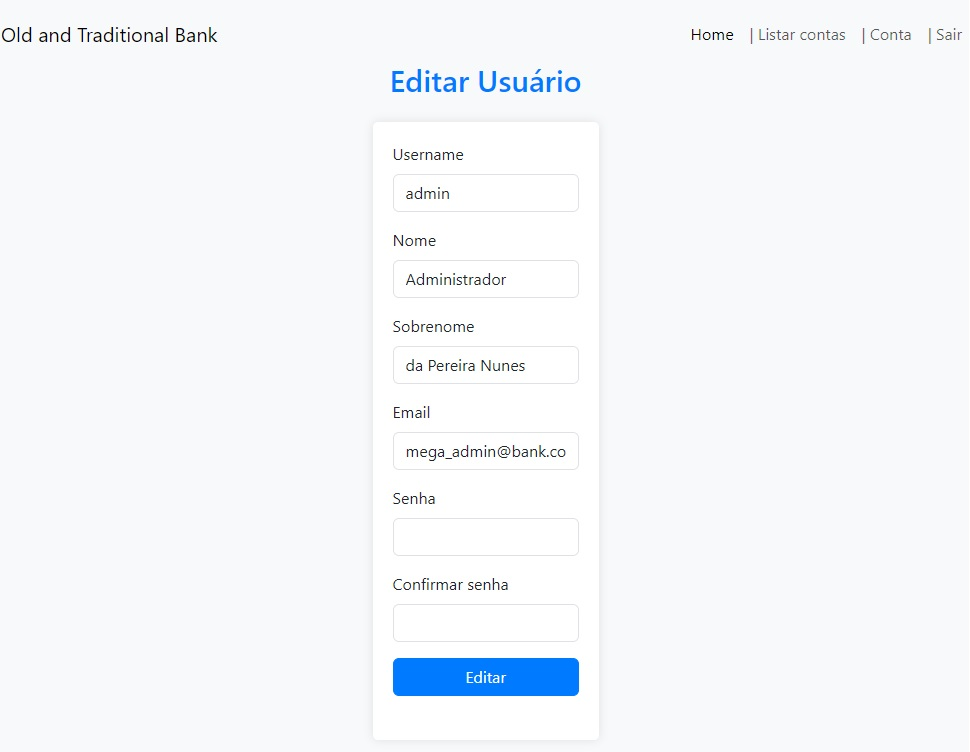 Old and Traditional Bank
Home | Listar contas | Conta | Sair
Editar Usuário
Username
admin
Nome
Administrador
Sobrenome
da Pereira Nunes
Email
mega_admin@bank.co
Senha
Confirmar senha
Editar